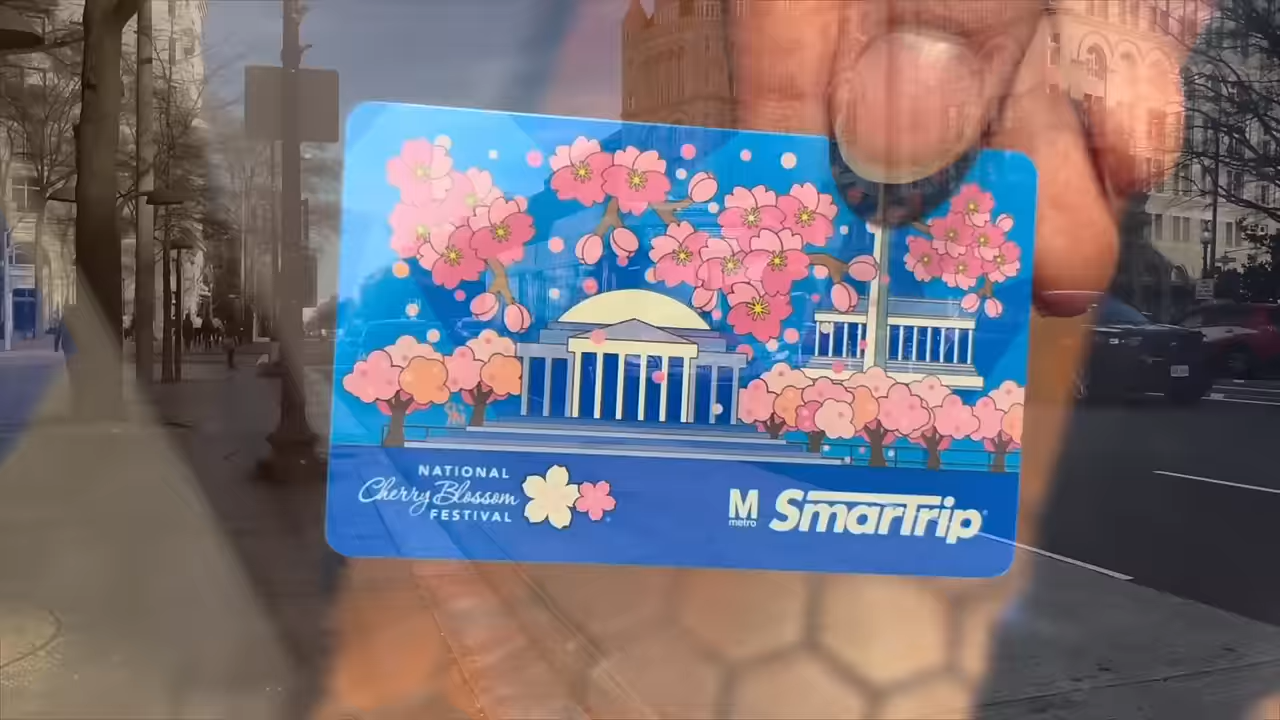 NATIONAL
Cherry Blossom
FESTIVAL
M
metro
SmarTrip